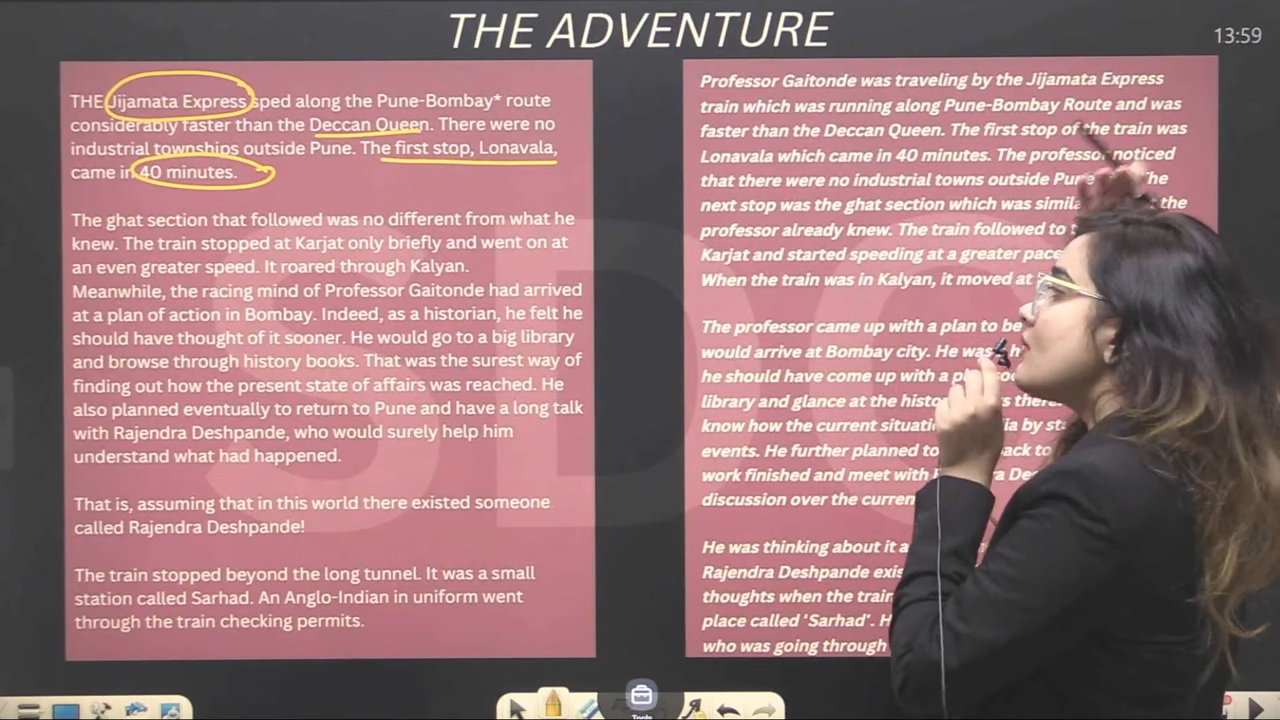 THE ADVENTURE
13:59
THE Jijamata Express sped along the Pune-Bombay* route
considerably faster than the Deccan Queen. There were no
industrial townships outside Pune. The first stop, Lonavala,
came in 40 minutes.
The ghat section that followed was no different from what he
knew. The train stopped at Karjat only briefly and went on at
an even greater speed. It roared through Kalyan.
Meanwhile, the racing mind of Professor Gaitonde had arrived
at a plan of action in Bombay. Indeed, as a historian, he felt he
should have thought of it sooner. He would go to a big library
and browse through history books. That was the surest way of
finding out how the present state of affairs was reached. He
also planned eventually to return to Pune and have a long talk
with Rajendra Deshpande, who would surely help him
understand what had happened.
That is, assuming that in this world there existed someone
called Rajendra Deshpande!
The train stopped beyond the long tunnel. It was a small
station called Sarhad. An Anglo-Indian in uniform went
through the train checking permits.
Professor Gaitonde was traveling by the Jijamata Express
train which was running along Pune-Bombay Route and was
faster than the Deccan Queen. The first stop of the train was
Lonavala which came in 40 minutes. The professor noticed
that there were no industrial towns outside The
next stop was the ghat section which was the
professor already knew. The train followed to
Karjat and started speeding at a greater pace
When the train was in Kalyan, it moved at
The professor came up with a plan to be
would arrive at Bombay city. He was
he should have come up with a
library and glance at the
know how the current by
events. He further planned to to
work finished and meet with
discussion over the
He was thinking about it
Rajendra Deshpande
thoughts when the train
place called 'Sarhad'.
who was going through
SDC
Tools